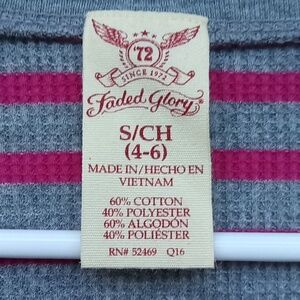 '72
SINCE 1972
Faded Glory
S/CH
(4-6)
MADE IN/HECHO EN
VIETNAM
60% COTTON
40% POLYESTER
60% ALGODÓN
40% POLIÉSTER
RN# 52469 Q16